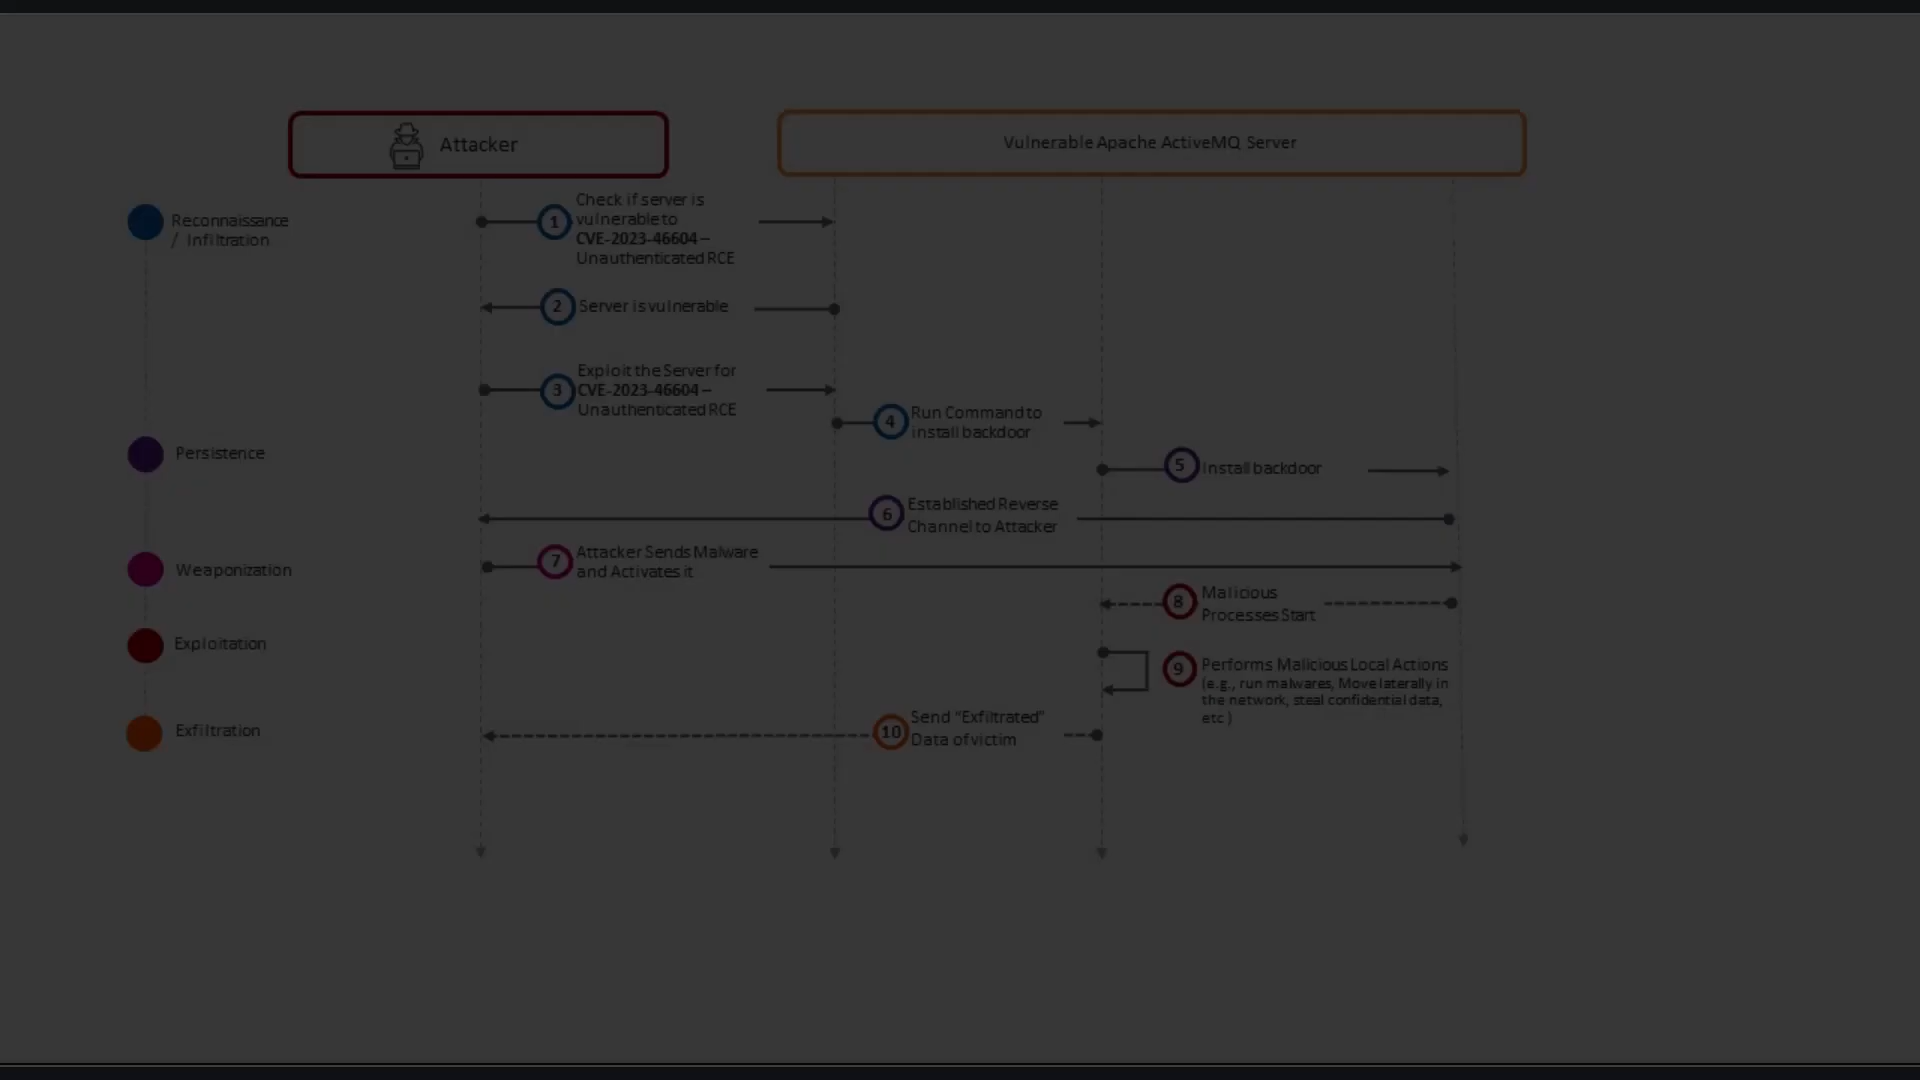 Attacker
Vulnerable Apache ActiveMQ Server
Reconnaissance
/ Infiltration
1
Check if server is
vulnerable to
CVE-2023-46604 –
Unauthenticated RCE
2
Server is vulnerable
3
Exploit the Server for
CVE-2023-46604 –
Unauthenticated RCE
4
Run Command to
install backdoor
Persistence
5
Install backdoor
6
Established Reverse
Channel to Attacker
Weaponization
7
Attacker Sends Malware
and Activates it
8
Malicious
Processes Start
Exploitation
9
Performs Malicious Local Actions
(e.g., run malwares, Move laterally in
the network, steal confidential data,
etc )
Exfiltration
10
Send “Exfiltrated”
Data of victim